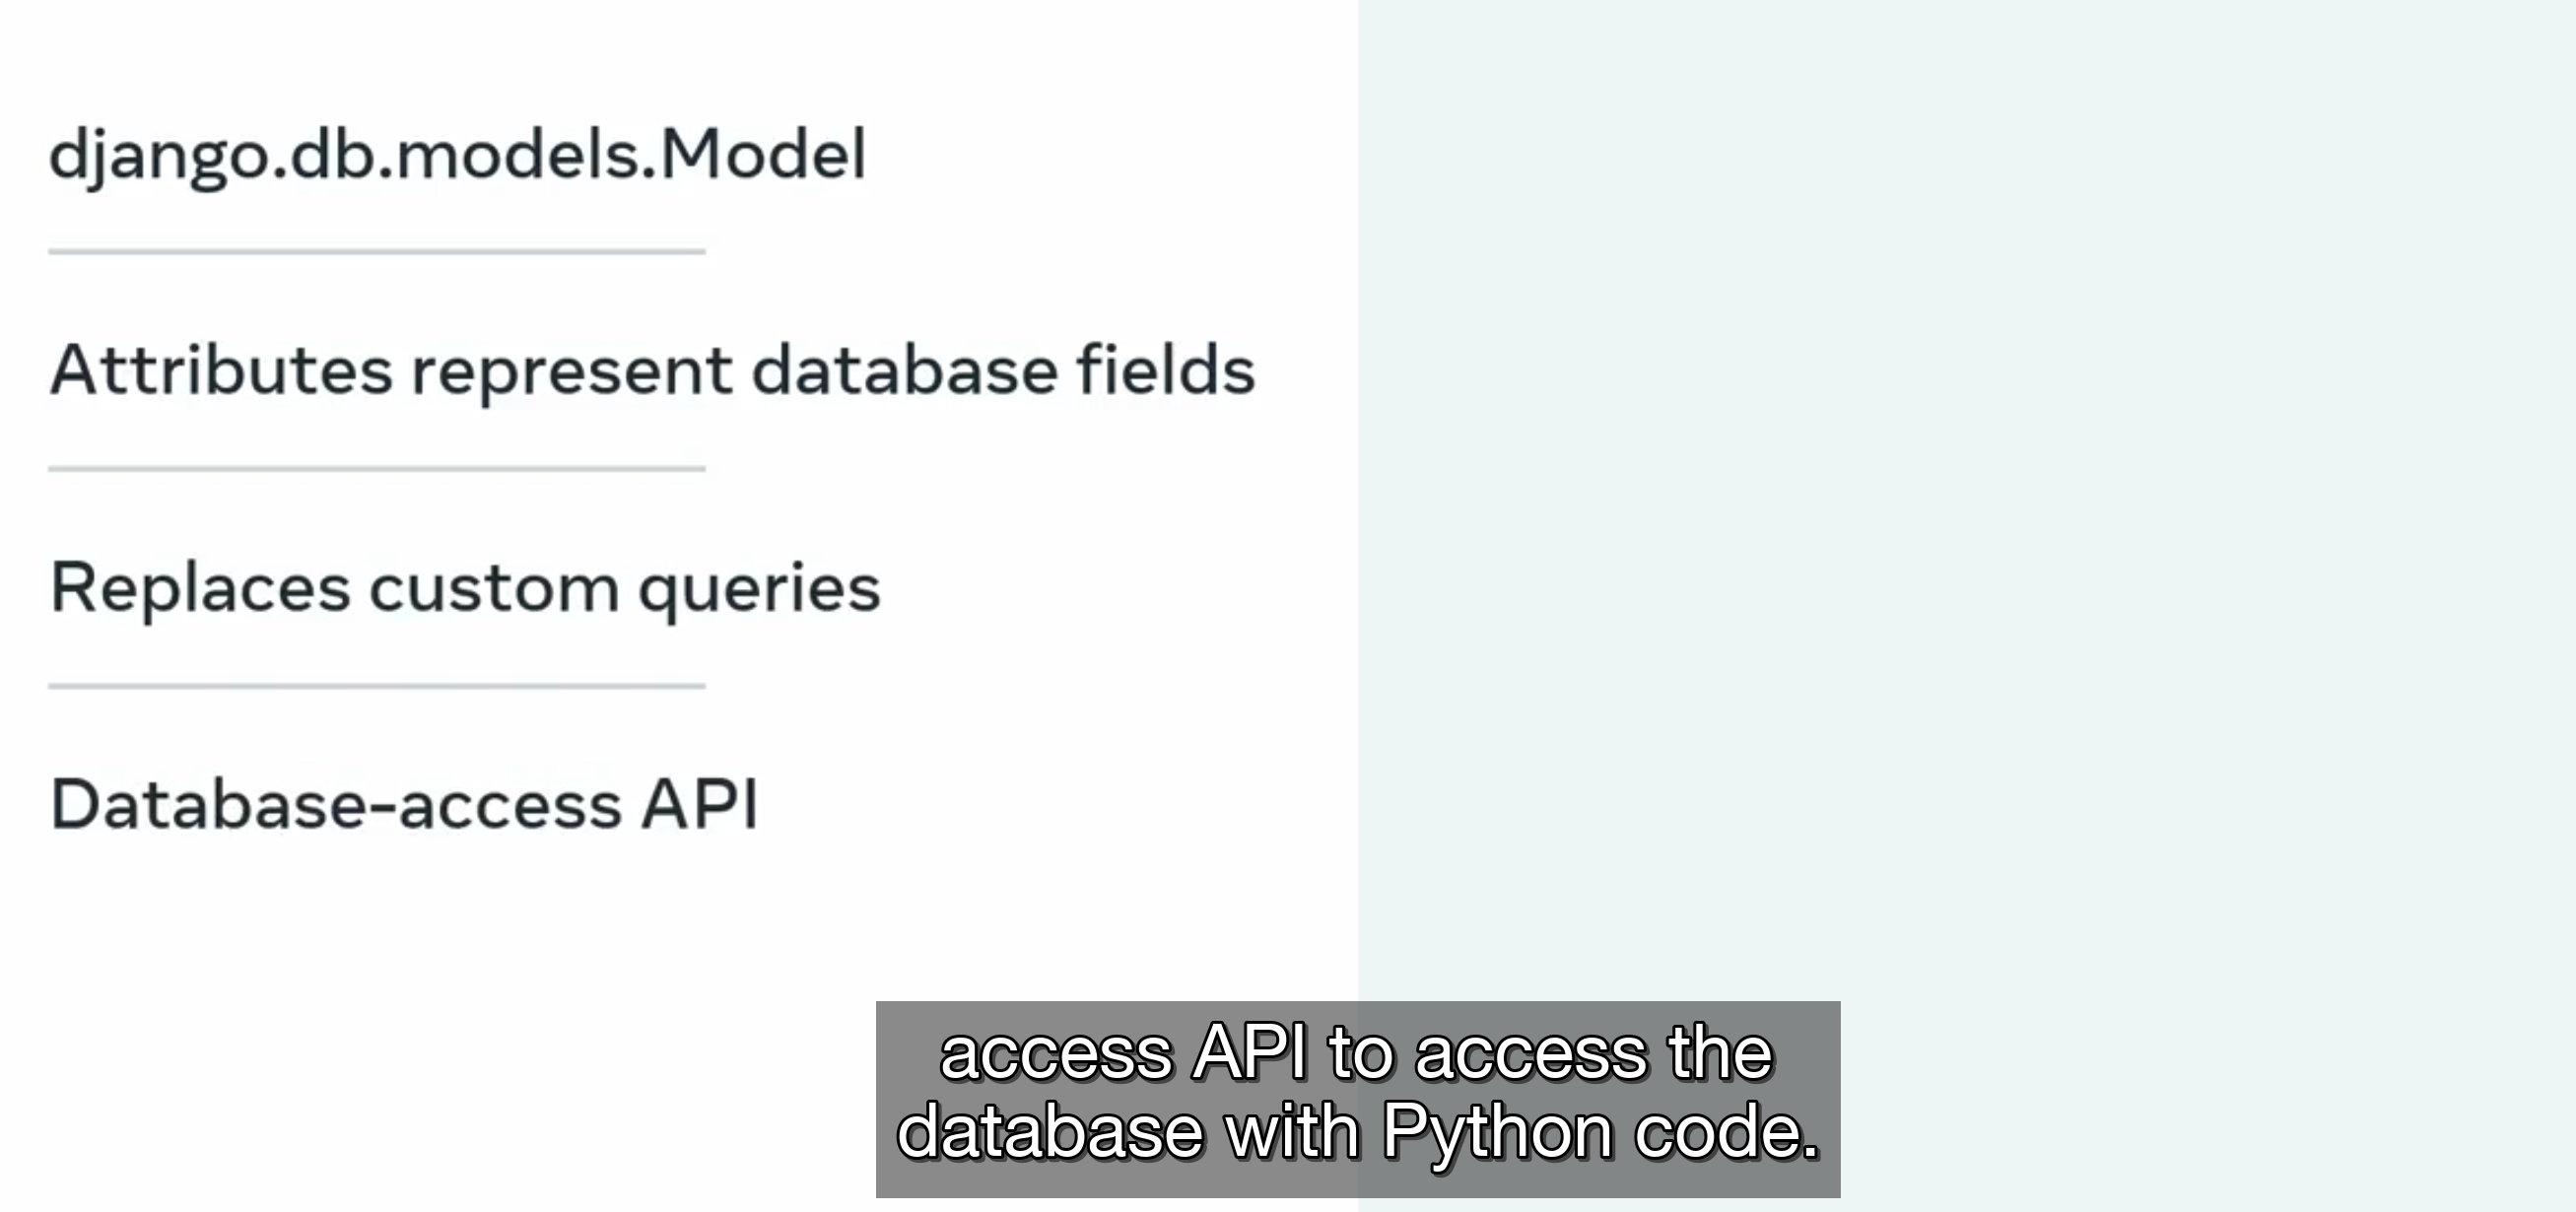 django.db.models.Model
Attributes represent database fields
Replaces custom queries
Database-access API
access API to access the
database with Python code.